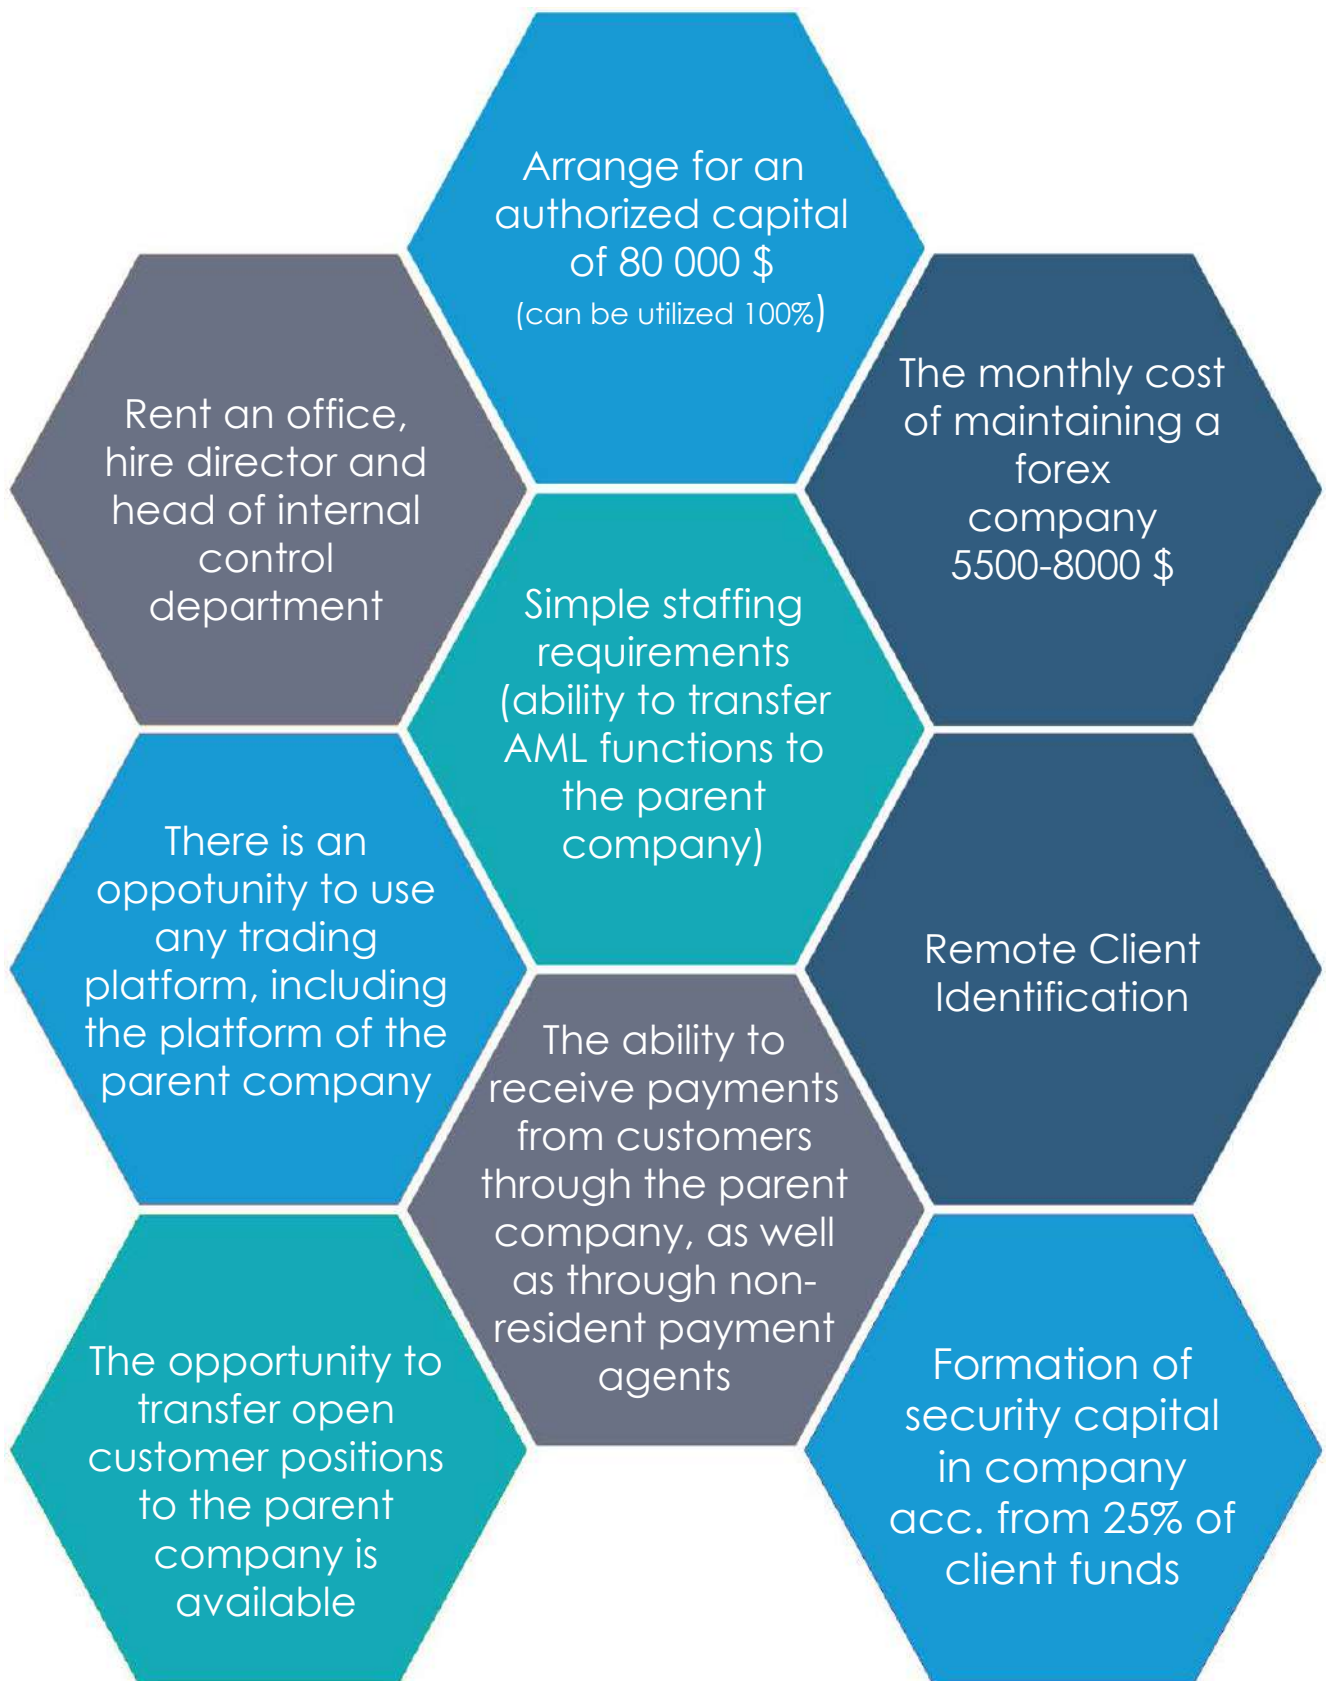 Arrange for an
authorized capital
of 80 000 $
(can be utilized 100%)
Rent an office,
hire director and
head of internal
control
department
The monthly cost
of maintaining a
forex
company
5500-8000 $
Simple staffing
requirements
(ability to transfer
AML functions to
the parent
company)
There is an
oppotunity to use
any trading
platform, including
the platform of the
parent company
Remote Client
Identification
The ability to
receive payments
from customers
through the parent
company, as well
as through non-
resident payment
agents
The opportunity to
transfer open
customer positions
to the parent
company is
available
Formation of
security capital
in company
acc. from 25% of
client funds